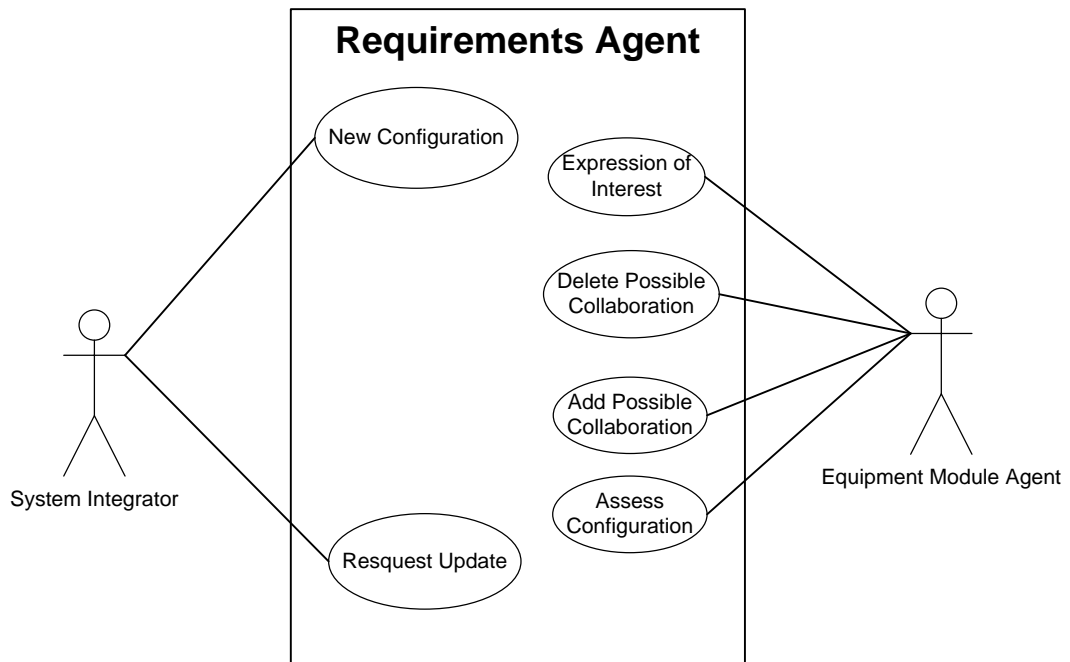 Requirements Agent
New Configuration
Expression of
Interest
Delete Possible
Collaboration
Add Possible
Collaboration
Equipment Module Agent
System Integrator
Assess
Configuration
Resquest Update